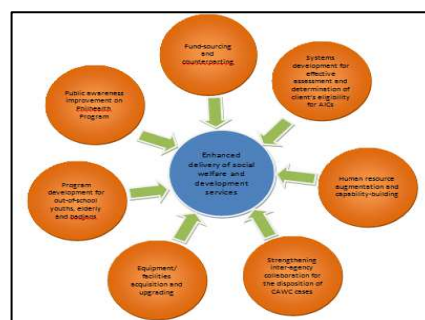 Fund-sourcing
and
counterparting
Systems
development for
effective
assessment and
determination of
client's eligibility
for AICs
Public awareness
improvement on
Philhealth
Program
Enhanced
delivery of social
welfare and
development
services
Human resource
augmentation and
capability-building
Program
development for
out-of-school
youths, elderly
and badjaos
Equipment/
facilities
acquisition and
upgrading
Strengthening
inter-agency
collaboration for
the disposition of
CAWC cases